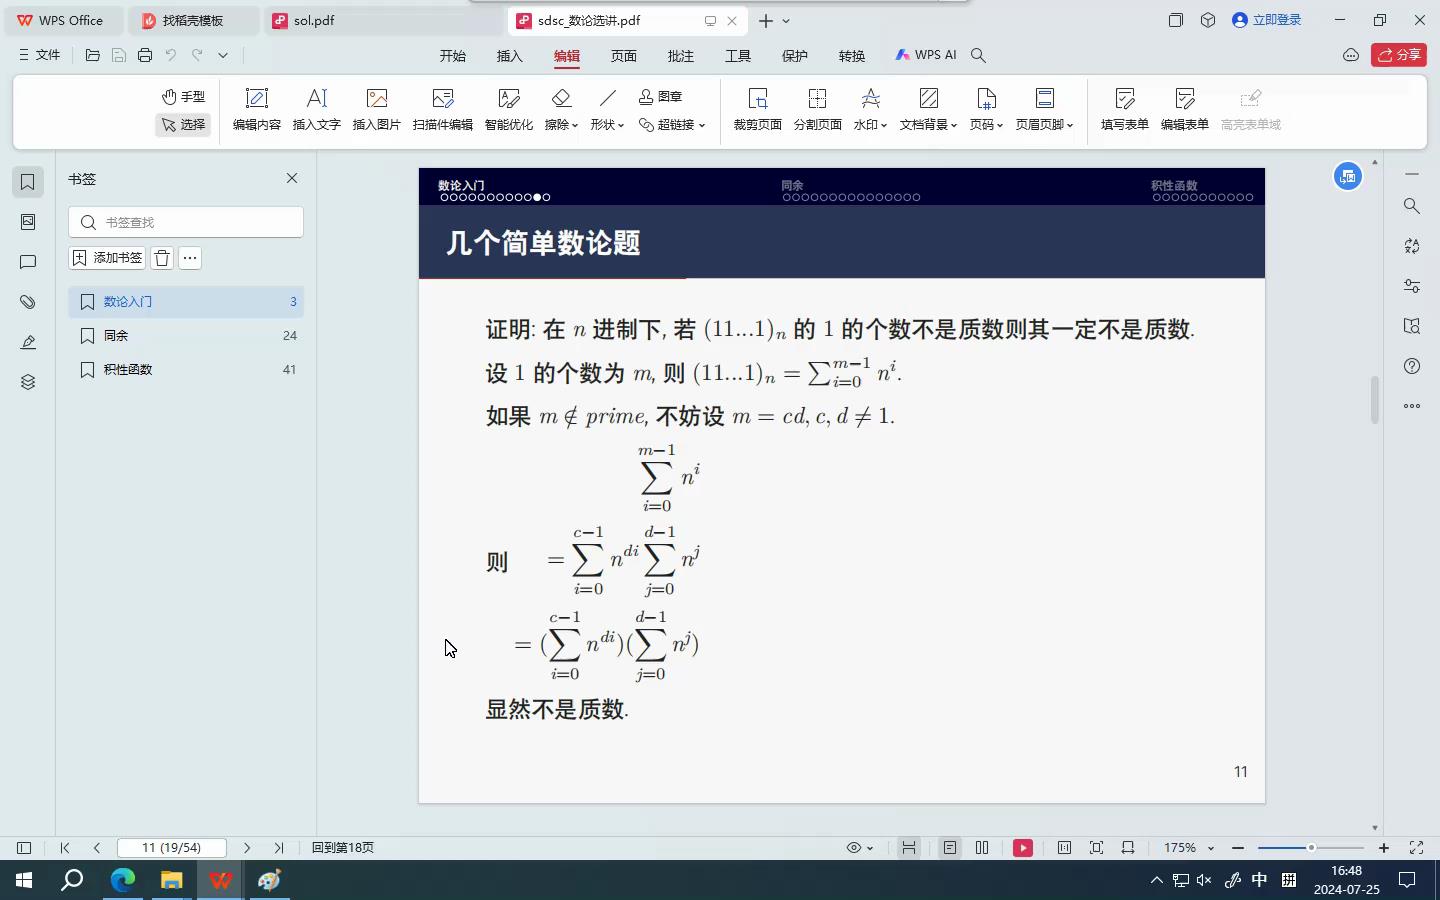 WPS Office
找稻壳模板
sol.pdf
sdsc_数论选讲.pdf
立即登录
文件
开始
插入
编辑
页面
批注
工具
保护
转换
WPS AI
分享
手型
选择
编辑内容
插入文字
插入图片
扫描件编辑
智能优化
擦除
形状
图章
超链接
裁剪页面
分割页面
水印
文档背景
页码
页眉页脚
填写表单
编辑表单
高亮表单域
书签
书签查找
添加书签
数论入门 3
同余 24
积性函数 41
数论入门
同余
积性函数
几个简单数论题
证明: 在 n 进制下, 若 (11...1)ₙ 的 1 的个数不是质数则其一定不是质数.
设 1 的个数为 m, 则 (11...1)ₙ = ∑_{i=0}^{m−1} n^i.
如果 m ∉ prime, 不妨设 m = cd, c, d ≠ 1.
∑_{i=0}^{m−1} n^i
则 = ∑_{i=0}^{c−1} n^{di} ∑_{j=0}^{d−1} n^j
= (∑_{i=0}^{c−1} n^{di})(∑_{j=0}^{d−1} n^j)
显然不是质数.
11
11 (19/54)
回到第18页
175%
中
拼
16:48
2024-07-25